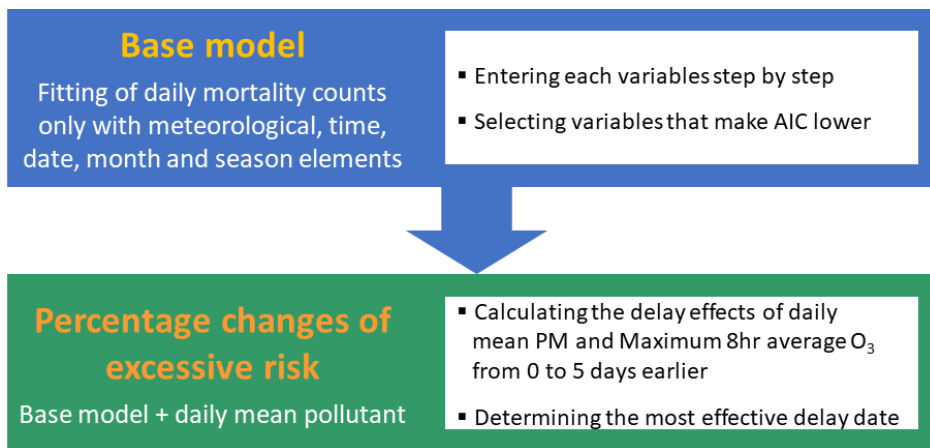 Base model
Fitting of daily mortality counts
only with meteorological, time,
date, month and season elements
▪ Entering each variables step by step
▪ Selecting variables that make AIC lower
Percentage changes of
excessive risk
Base model + daily mean pollutant
▪ Calculating the delay effects of daily
mean PM and Maximum 8hr average O₃
from 0 to 5 days earlier
▪ Determining the most effective delay date